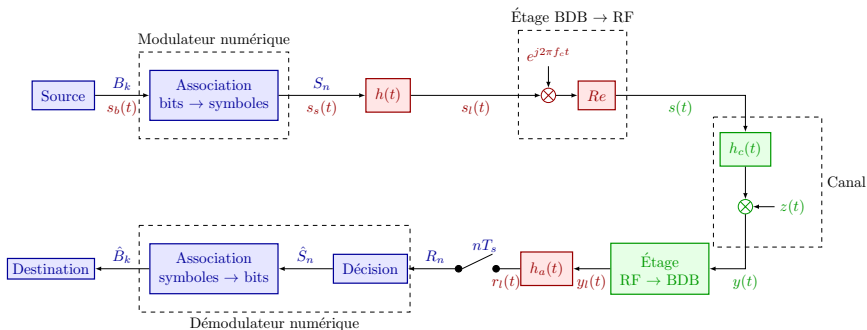 Étage BDB → RF
Modulateur numérique
e^{j2πf_c t}
Source
B_k
s_b(t)
Association
bits → symboles
S_n
s_s(t)
h(t)
s_l(t)
Re
s(t)
h_c(t)
Canal
z(t)
Destination
B̂_k
Association
symboles → bits
Ŝ_n
Décision
R_n
nT_s
r_l(t)
h_a(t)
y_l(t)
Étage
RF → BDB
y(t)
Démodulateur numérique